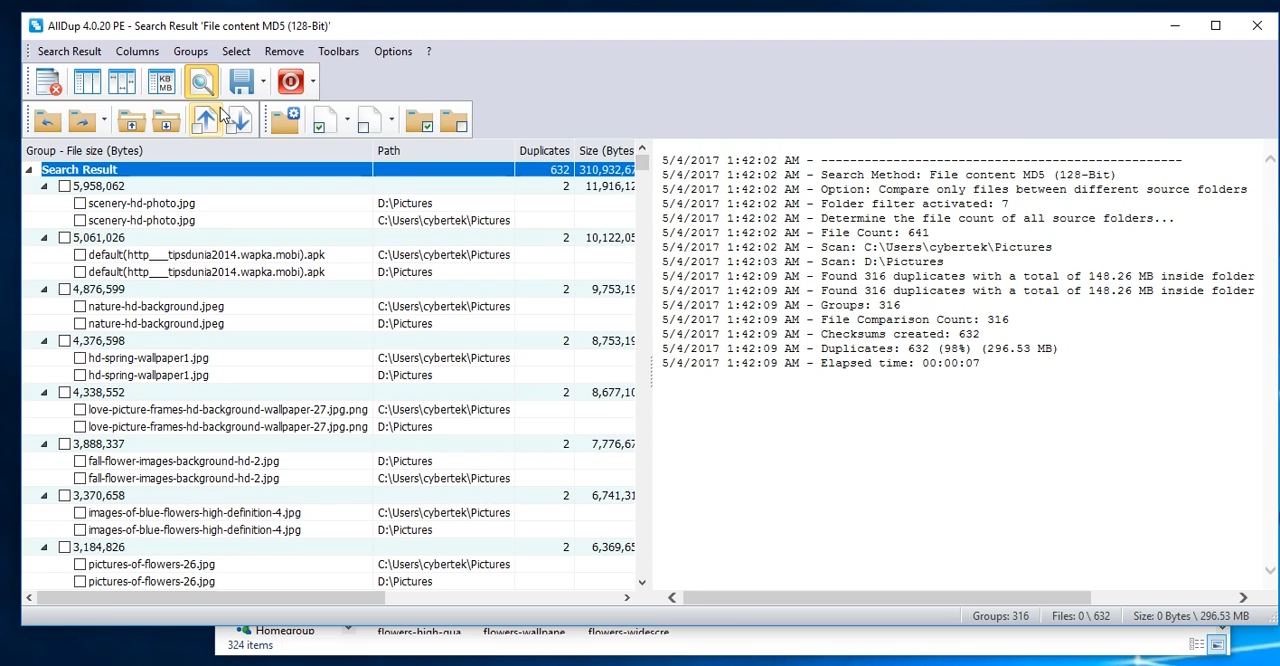 AllDup 4.0.20 PE - Search Result 'File content MD5 (128-Bit)'
Search Result Columns Groups Select Remove Toolbars Options ?
KB
MB
Group - File size (Bytes) Path Duplicates Size (Bytes
Search Result 632 310,932,67
5,958,062 2 11,916,12
scenery-hd-photo.jpg D:\Pictures
scenery-hd-photo.jpg C:\Users\cybertek\Pictures
5,061,026 2 10,122,05
default(http___tipsdunia2014.wapka.mobi).apk C:\Users\cybertek\Pictures
default(http___tipsdunia2014.wapka.mobi).apk D:\Pictures
4,876,599 2 9,753,19
nature-hd-background.jpeg C:\Users\cybertek\Pictures
nature-hd-background.jpeg D:\Pictures
4,376,598 2 8,753,19
hd-spring-wallpaper1.jpg C:\Users\cybertek\Pictures
hd-spring-wallpaper1.jpg D:\Pictures
4,338,552 2 8,677,10
love-picture-frames-hd-background-wallpaper-27.jpg.png C:\Users\cybertek\Pictures
love-picture-frames-hd-background-wallpaper-27.jpg.png D:\Pictures
3,888,337 2 7,776,67
fall-flower-images-background-hd-2.jpg D:\Pictures
fall-flower-images-background-hd-2.jpg C:\Users\cybertek\Pictures
3,370,658 2 6,741,31
images-of-blue-flowers-high-definition-4.jpg C:\Users\cybertek\Pictures
images-of-blue-flowers-high-definition-4.jpg D:\Pictures
3,184,826 2 6,369,65
pictures-of-flowers-26.jpg C:\Users\cybertek\Pictures
pictures-of-flowers-26.jpg D:\Pictures
5/4/2017 1:42:02 AM - --------------------------------------------------
5/4/2017 1:42:02 AM - Search Method: File content MD5 (128-Bit)
5/4/2017 1:42:02 AM - Option: Compare only files between different source folders
5/4/2017 1:42:02 AM - Folder filter activated: 7
5/4/2017 1:42:02 AM - Determine the file count of all source folders...
5/4/2017 1:42:02 AM - File Count: 641
5/4/2017 1:42:02 AM - Scan: C:\Users\cybertek\Pictures
5/4/2017 1:42:03 AM - Scan: D:\Pictures
5/4/2017 1:42:09 AM - Found 316 duplicates with a total of 148.26 MB inside folder
5/4/2017 1:42:09 AM - Found 316 duplicates with a total of 148.26 MB inside folder
5/4/2017 1:42:09 AM - Groups: 316
5/4/2017 1:42:09 AM - File Comparison Count: 316
5/4/2017 1:42:09 AM - Checksums created: 632
5/4/2017 1:42:09 AM - Duplicates: 632 (98%) (296.53 MB)
5/4/2017 1:42:09 AM - Elapsed time: 00:00:07
Groups: 316 Files: 0 \ 632 Size: 0 Bytes \ 296.53 MB
Homegroup flowers-high-qua flowers-wallpape flowers-widescre
324 items